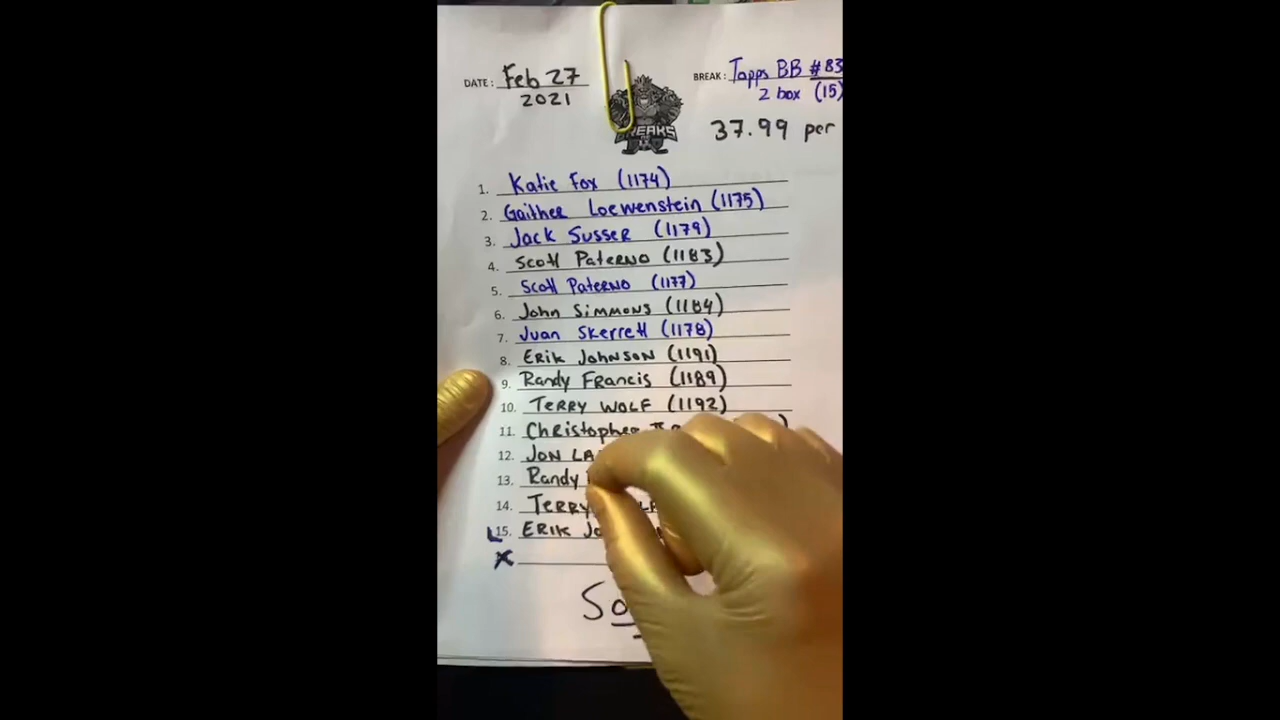 DATE: Feb 27
2021
BREAK: Tapps BB #83
2 box (15)
37.99 per
BREAKS
1. Katie Fox (1174)
2. Gaither Loewenstein (1175)
3. Jack Susser (1179)
4. Scott Paterno (1183)
5. Scott Paterno (1177)
6. John Simmons (1184)
7. Juan Skerrett (1178)
8. Erik Johnson (1191)
9. Randy Francis (1189)
10. Terry Wolf (1192)
11. Christopher
12. Jon
13. Randy
14. Terry
15. Erik